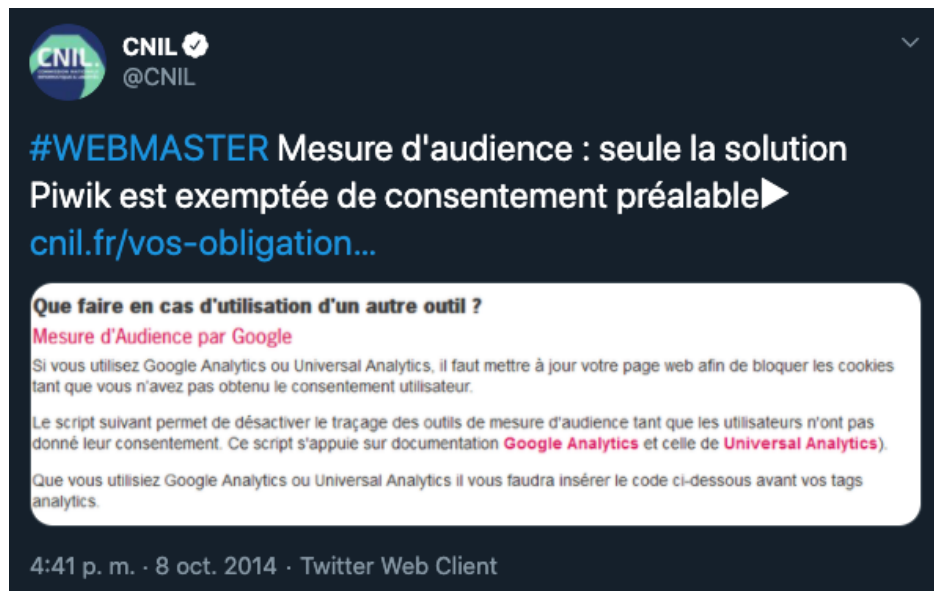 CNIL.
CNIL
@CNIL
#WEBMASTER Mesure d'audience : seule la solution
Piwik est exemptée de consentement préalable▶
cnil.fr/vos-obligation...
Que faire en cas d'utilisation d'un autre outil ?
Mesure d'Audience par Google
Si vous utilisez Google Analytics ou Universal Analytics, il faut mettre à jour votre page web afin de bloquer les cookies
tant que vous n'avez pas obtenu le consentement utilisateur.
Le script suivant permet de désactiver le traçage des outils de mesure d'audience tant que les utilisateurs n'ont pas
donné leur consentement. Ce script s'appuie sur documentation Google Analytics et celle de Universal Analytics).
Que vous utilisiez Google Analytics ou Universal Analytics il vous faudra insérer le code ci-dessous avant vos tags
analytics.
4:41 p. m. · 8 oct. 2014 · Twitter Web Client